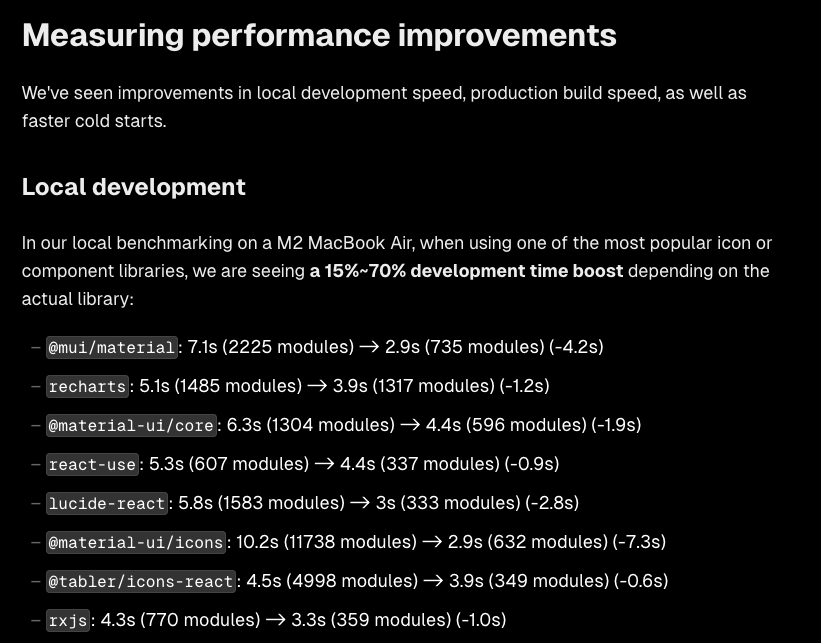 Measuring performance improvements
We've seen improvements in local development speed, production build speed, as well as
faster cold starts.
Local development
In our local benchmarking on a M2 MacBook Air, when using one of the most popular icon or
component libraries, we are seeing a 15%~70% development time boost depending on the
actual library:
– @mui/material: 7.1s (2225 modules) → 2.9s (735 modules) (-4.2s)
– recharts: 5.1s (1485 modules) → 3.9s (1317 modules) (-1.2s)
– @material-ui/core: 6.3s (1304 modules) → 4.4s (596 modules) (-1.9s)
– react-use: 5.3s (607 modules) → 4.4s (337 modules) (-0.9s)
– lucide-react: 5.8s (1583 modules) → 3s (333 modules) (-2.8s)
– @material-ui/icons: 10.2s (11738 modules) → 2.9s (632 modules) (-7.3s)
– @tabler/icons-react: 4.5s (4998 modules) → 3.9s (349 modules) (-0.6s)
– rxjs: 4.3s (770 modules) → 3.3s (359 modules) (-1.0s)